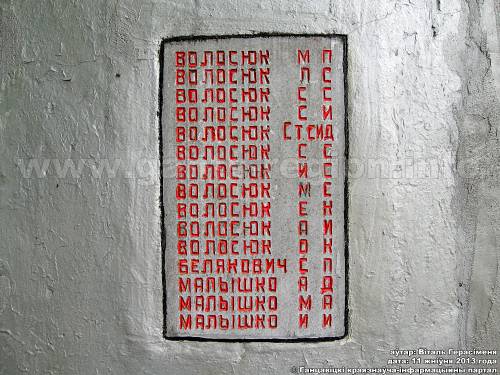 ВОЛОСЮК М П
ВОЛОСЮК Л С
ВОЛОСЮК С С
ВОЛОСЮК С И
ВОЛОСЮК СТ СИД
ВОЛОСЮК С С
ВОЛОСЮК И С
ВОЛОСЮК М С
ВОЛОСЮК Е К
ВОЛОСЮК А И
ВОЛОСЮК О К
БЕЛЯКОВИЧ С П
МАЛЫШКО А Д
МАЛЫШКО М А
МАЛЫШКО И И
аутар: Віталь Герасіменя
дата: 11 жніўня 2013 года
© Ганцавіцкі краязнаўча-інфармацыйны партал